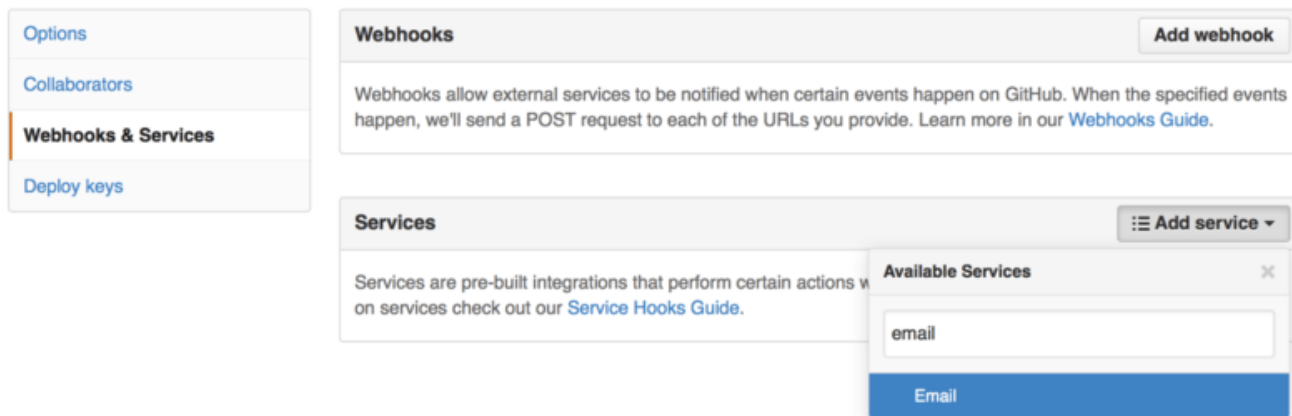 Options
Collaborators
Webhooks & Services
Deploy keys
Webhooks
Add webhook
Webhooks allow external services to be notified when certain events happen on GitHub. When the specified events
happen, we'll send a POST request to each of the URLs you provide. Learn more in our Webhooks Guide.
Services
Add service
Services are pre-built integrations that perform certain actions
on services check out our Service Hooks Guide.
Available Services
email
Email